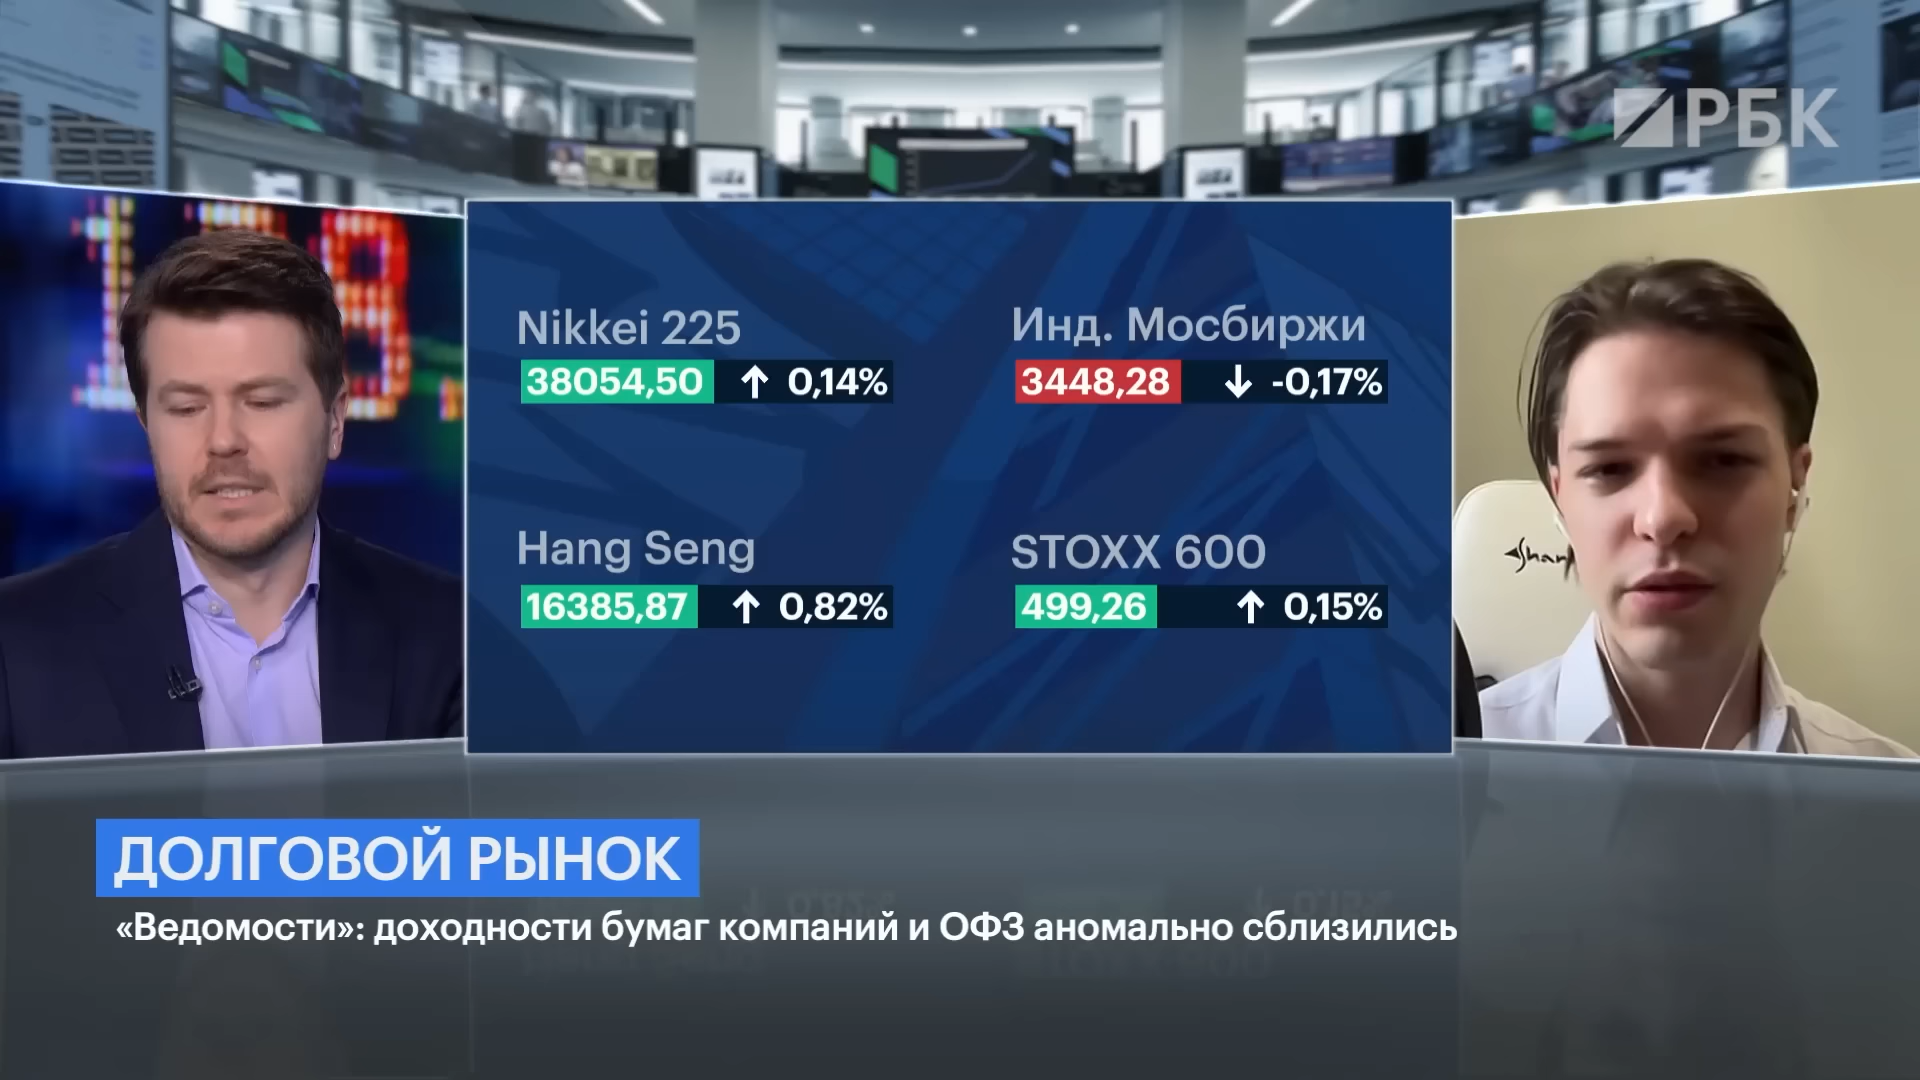 РБК
Nikkei 225
38054,50 ↑ 0,14%
Инд. Мосбиржи
3448,28 ↓ -0,17%
Hang Seng
16385,87 ↑ 0,82%
STOXX 600
499,26 ↑ 0,15%
ДОЛГОВОЙ РЫНОК
«Ведомости»: доходности бумаг компаний и ОФЗ аномально сблизились